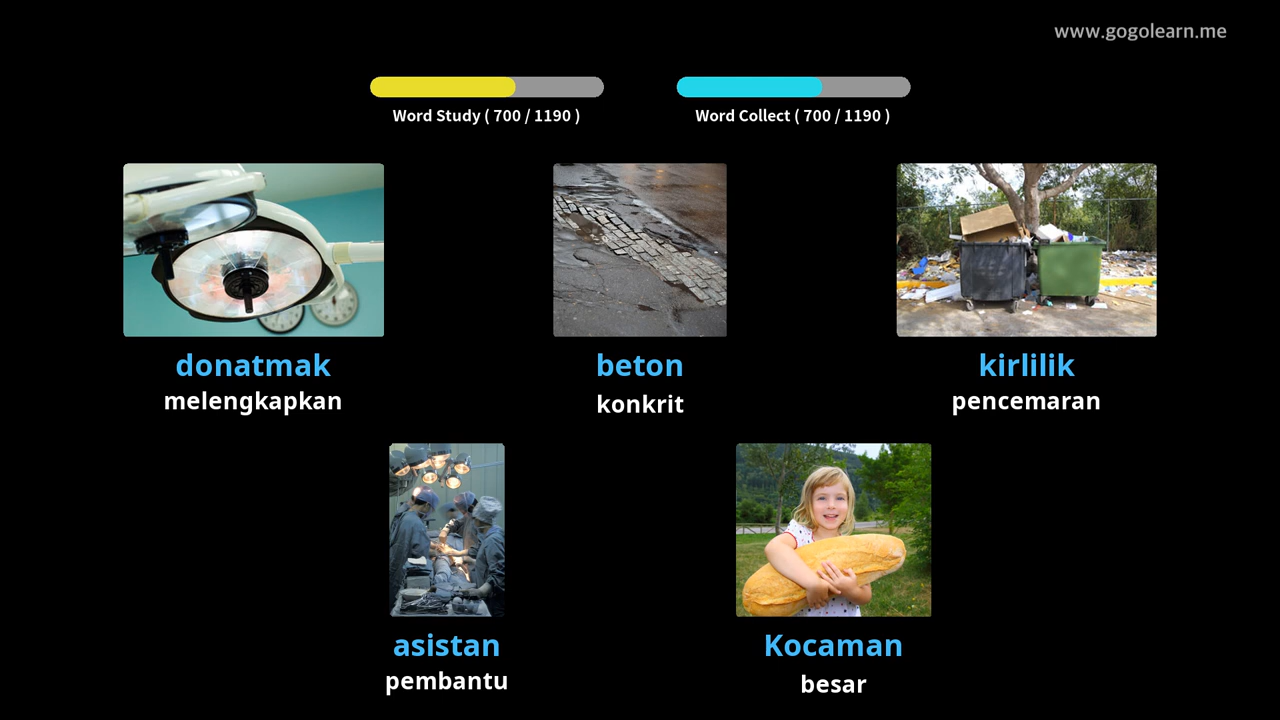 www.gogolearn.me
Word Study ( 700 / 1190 )
Word Collect ( 700 / 1190 )
donatmak
melengkapkan
beton
konkrit
kirlilik
pencemaran
asistan
pembantu
Kocaman
besar